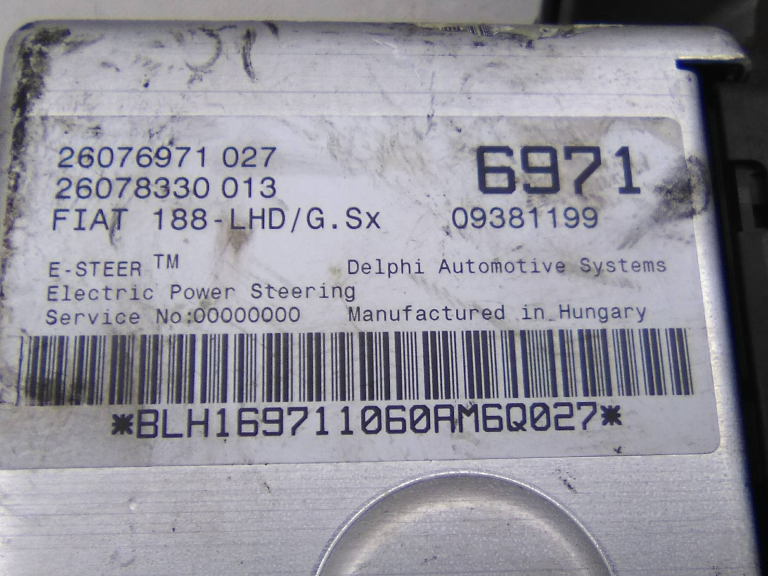 26076971 027
26078330 013
6971
FIAT 188-LHD/G.Sx 09381199
E-STEER TM Delphi Automotive Systems
Electric Power Steering
Service No:00000000 Manufactured in Hungary
*BLH169711060AM6Q027*